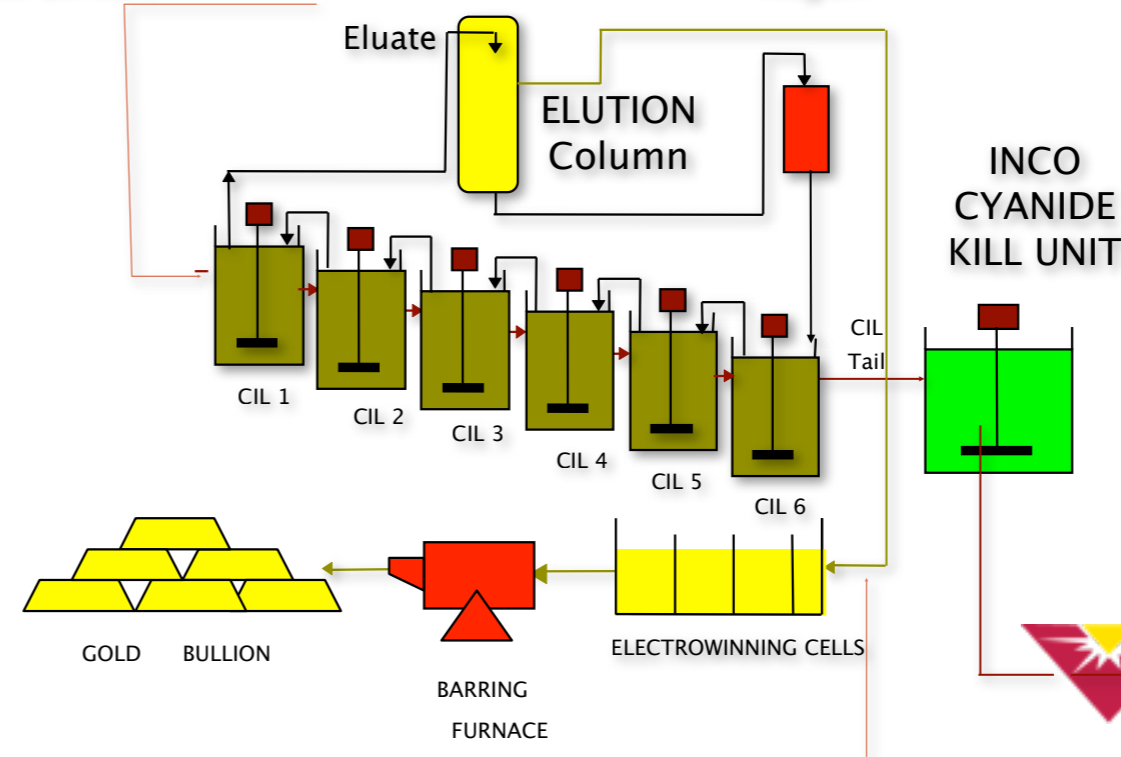 Eluate
ELUTION
Column
INCO
CYANIDE
KILL UNIT
CIL
Tail
CIL 1
CIL 2
CIL 3
CIL 4
CIL 5
CIL 6
GOLD BULLION
BARRING
FURNACE
ELECTROWINNING CELLS